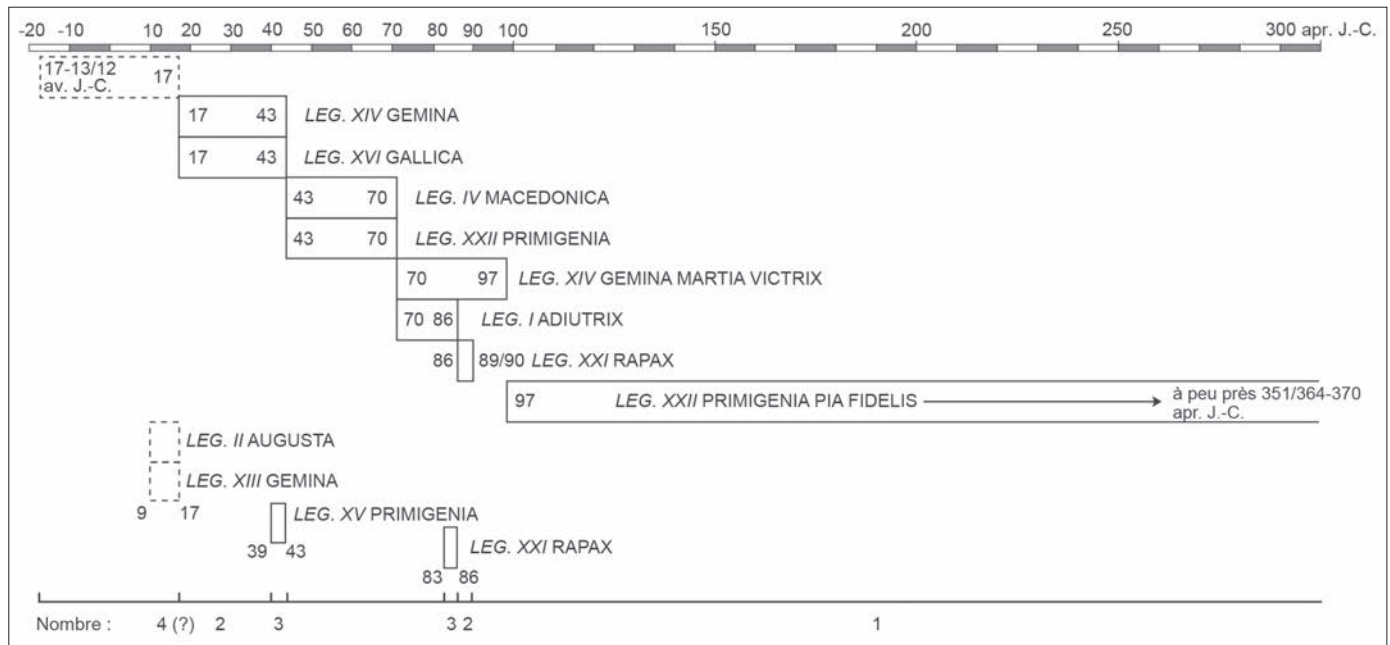 -20 -10 10 20 30 40 50 60 70 80 90 100 150 200 250 300 apr. J.-C.
17-13/12 17
av. J.-C.
17 43 LEG. XIV GEMINA
17 43 LEG. XVI GALLICA
43 70 LEG. IV MACEDONICA
43 70 LEG. XXII PRIMIGENIA
70 97 LEG. XIV GEMINA MARTIA VICTRIX
70 86 LEG. I ADIUTRIX
86 89/90 LEG. XXI RAPAX
97 LEG. XXII PRIMIGENIA PIA FIDELIS à peu près 351/364-370
apr. J.-C.
LEG. II AUGUSTA
LEG. XIII GEMINA
9 17
LEG. XV PRIMIGENIA
39 43
LEG. XXI RAPAX
83 86
Nombre : 4 (?) 2 3 3 2 1